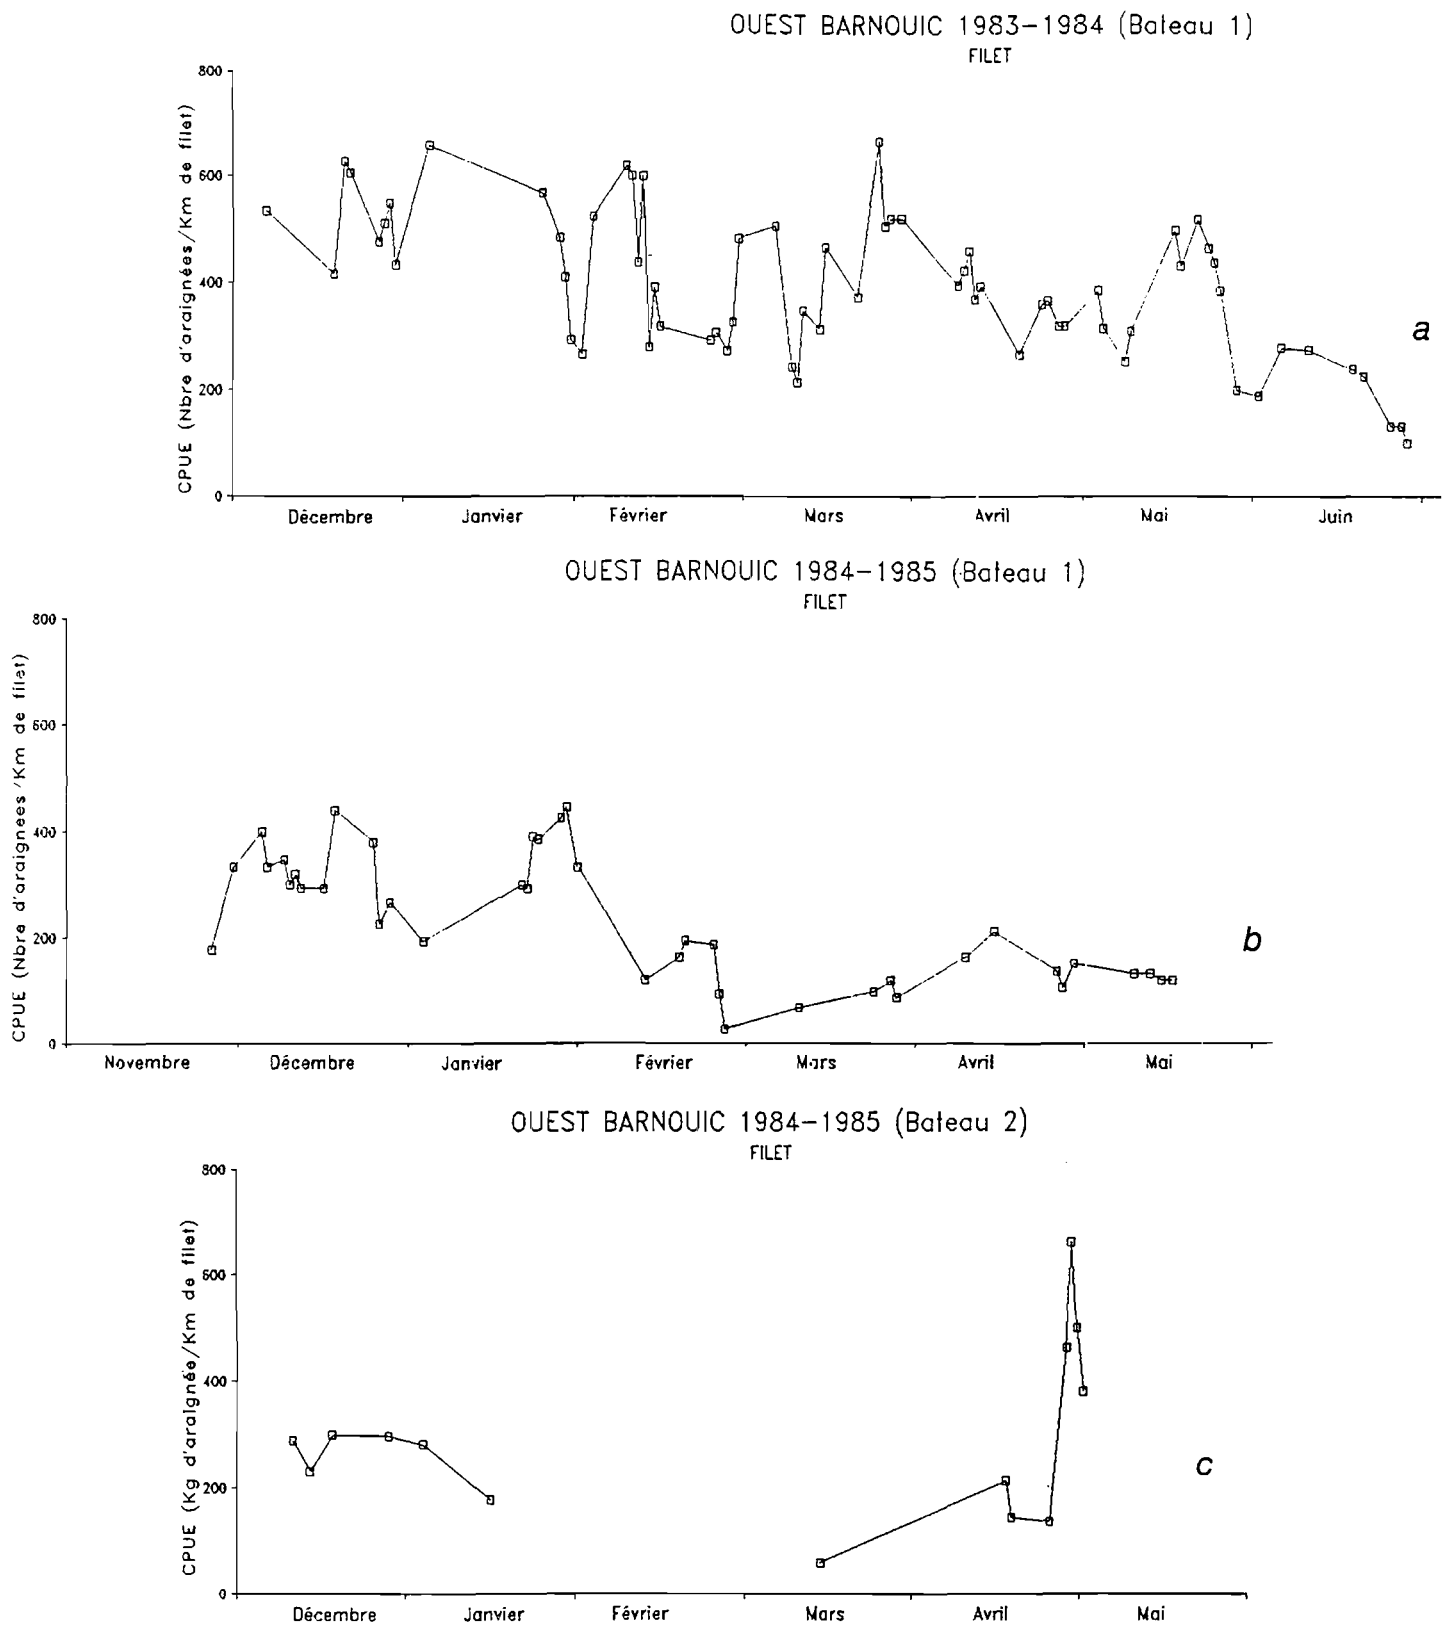 OUEST BARNOUIC 1983-1984 (Bateau 1)
FILET
CPUE (Nbre d'araignées/Km de filet)
800
600
400
200
0
Décembre Janvier Février Mars Avril Mai Juin
a
OUEST BARNOUIC 1984-1985 (Bateau 1)
FILET
CPUE (Nbre d'araignees/Km de filet)
800
600
400
200
0
Novembre Décembre Janvier Février Mars Avril Mai
b
OUEST BARNOUIC 1984-1985 (Bateau 2)
FILET
CPUE (Kg d'araignée/Km de filet)
800
600
400
200
0
Décembre Janvier Février Mars Avril Mai
c